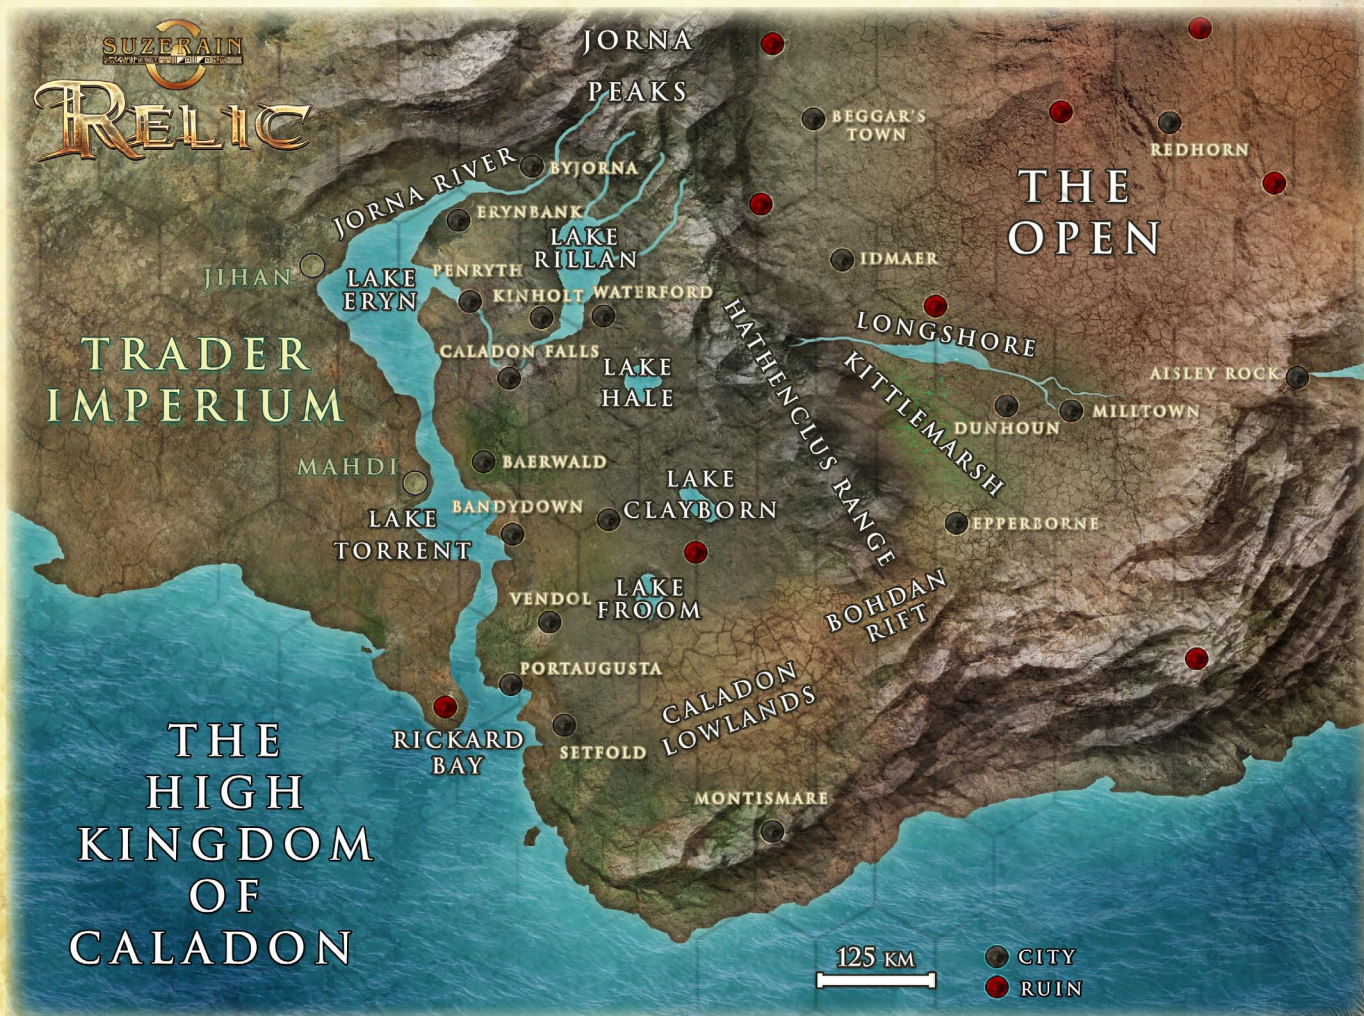 SUZERAIN
RELIC
JORNA
PEAKS
BEGGAR'S
TOWN
REDHORN
JORNA RIVER
BYJORNA
THE
OPEN
ERYNBANK
LAKE
RILLAN
IDMAER
JIHAN
LAKE
ERYN
PENRYTH
KINHOLT
WATERFORD
HATHENCLUS RANGE
LONGSHORE
TRADER
IMPERIUM
CALADON FALLS
LAKE
HALE
KITTLEMARSH
AISLEY ROCK
DUNHOUN
MILLTOWN
MAHDI
BAERWALD
LAKE
CLAYBORN
BANDYDOWN
LAKE
TORRENT
EPPERBORNE
VENDOL
LAKE
FROOM
BOHDAN
RIFT
PORTAUGUSTA
CALADON
LOWLANDS
RICKARD
BAY
SETFOLD
THE
HIGH
KINGDOM
OF
CALADON
MONTISMARE
125 KM
CITY
RUIN